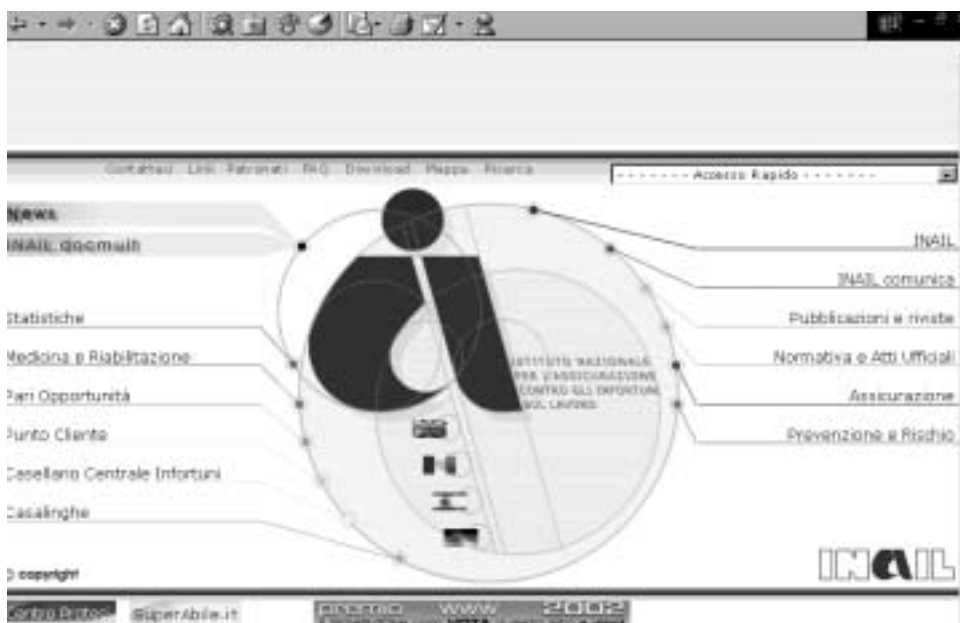 Contattaci Link Patronati FAQ Download Mappa Ricerca
- - - - - - - Accesso Rapido - - - - - - -
News
INAIL
INAIL comunica
Statistiche
Pubblicazioni e riviste
Medicina e Riabilitazione
Normativa e Atti Ufficiali
ISTITUTO NAZIONALE
PER L'ASSICURAZIONE
CONTRO GLI INFORTUNI
SUL LAVORO
Pari Opportunità
Assicurazione
Punto Cliente
Prevenzione e Rischio
Casellario Centrale Infortuni
Casalinghe
© copyright
INAIL
Centro Protesi
SuperAbile.it
premio WWW 2002